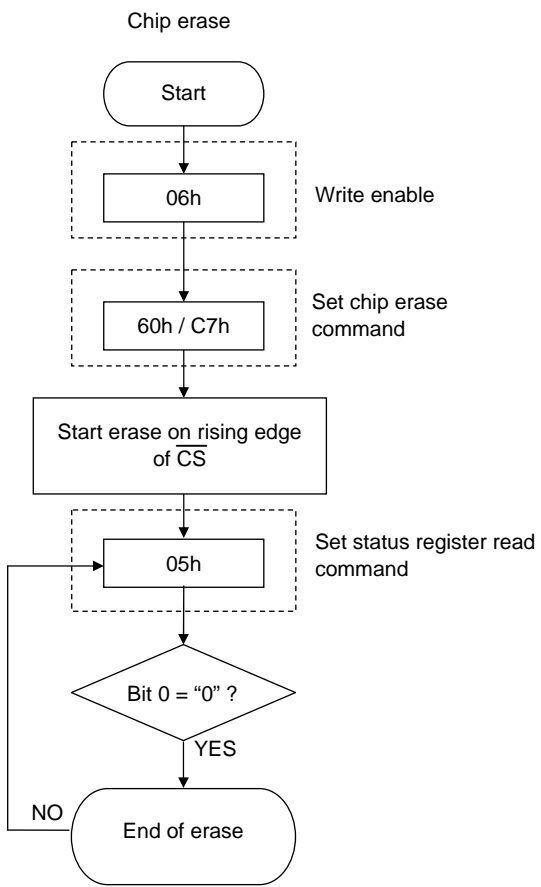 Chip erase
Start
06h
Write enable
60h / C7h
Set chip erase
command
Start erase on rising edge
of C̅S̅
05h
Set status register read
command
Bit 0 = “0” ?
YES
NO
End of erase